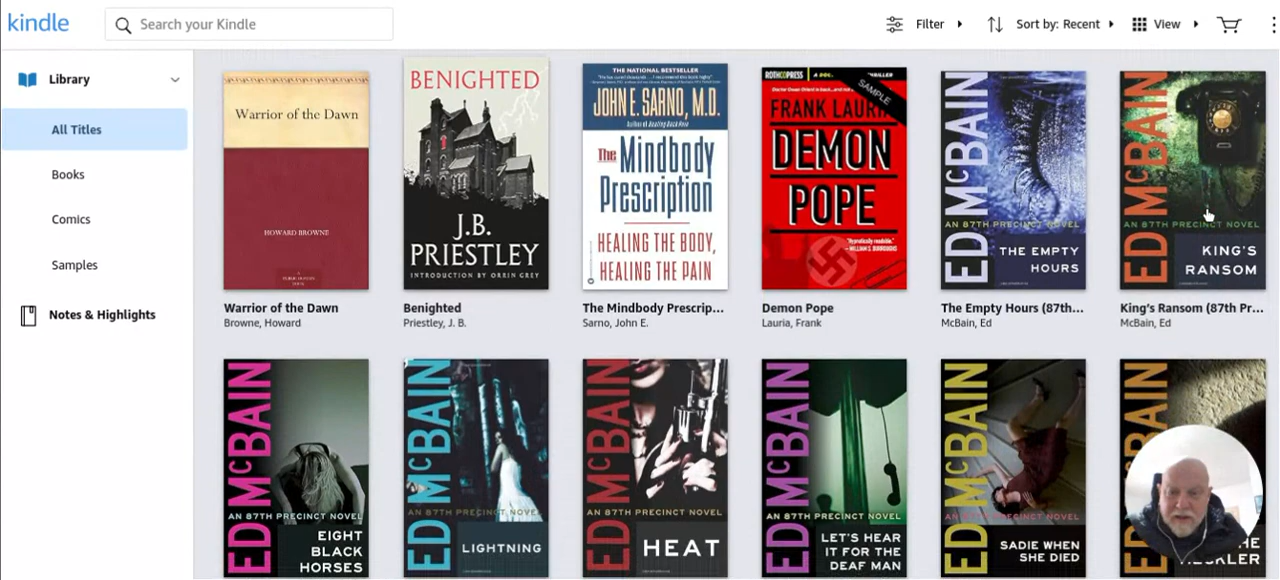 kindle
Search your Kindle
Filter
Sort by: Recent
View
Library
All Titles
Books
Comics
Samples
Notes & Highlights
Warrior of the Dawn
HOWARD BROWNE
Warrior of the Dawn
Browne, Howard
BENIGHTED
J.B.
PRIESTLEY
INTRODUCTION BY ORRIN GREY
Benighted
Priestley, J. B.
THE NATIONAL BESTSELLER
JOHN E. SARNO, M.D.
The Mindbody
Prescription
HEALING THE BODY,
HEALING THE PAIN
The Mindbody Prescrip...
Sarno, John E.
ROTHCOPRESS
SAMPLE
FRANK LAURIA
DEMON
POPE
"Hypnotically readable."
—WILLIAM S. BURROUGHS
Demon Pope
Lauria, Frank
ED McBAIN
AN 87TH PRECINCT NOVEL
THE EMPTY
HOURS
The Empty Hours (87th...
McBain, Ed
ED McBAIN
AN 87TH PRECINCT NOVEL
KING'S
RANSOM
King's Ransom (87th Pr...
McBain, Ed
ED McBAIN
AN 87TH PRECINCT NOVEL
EIGHT
BLACK
HORSES
ED McBAIN
AN 87TH PRECINCT NOVEL
LIGHTNING
ED McBAIN
AN 87TH PRECINCT NOVEL
HEAT
ED McBAIN
AN 87TH PRECINCT NOVEL
LET'S HEAR
IT FOR THE
DEAF MAN
ED McBAIN
AN 87TH PRECINCT NOVEL
SADIE WHEN
SHE DIED
ED McBAIN